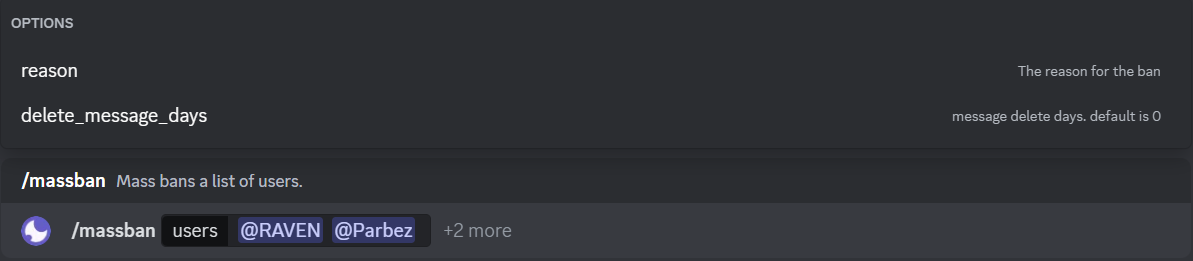 OPTIONS
reason The reason for the ban
delete_message_days message delete days. default is 0
/massban Mass bans a list of users.
/massban users @RAVEN @Parbez +2 more